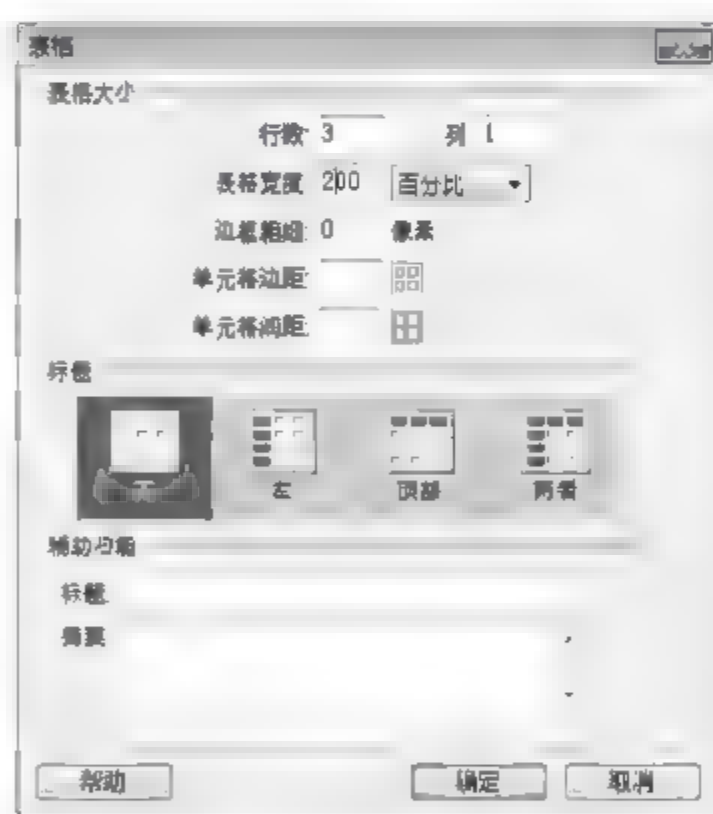 表格
表格大小
行数: 3 列 1
表格宽度 200 百分比
边框粗细: 0 像素
单元格边距:
单元格间距:
标题
左 顶部 两者
辅助功能
标题
摘要
帮助 确定 取消